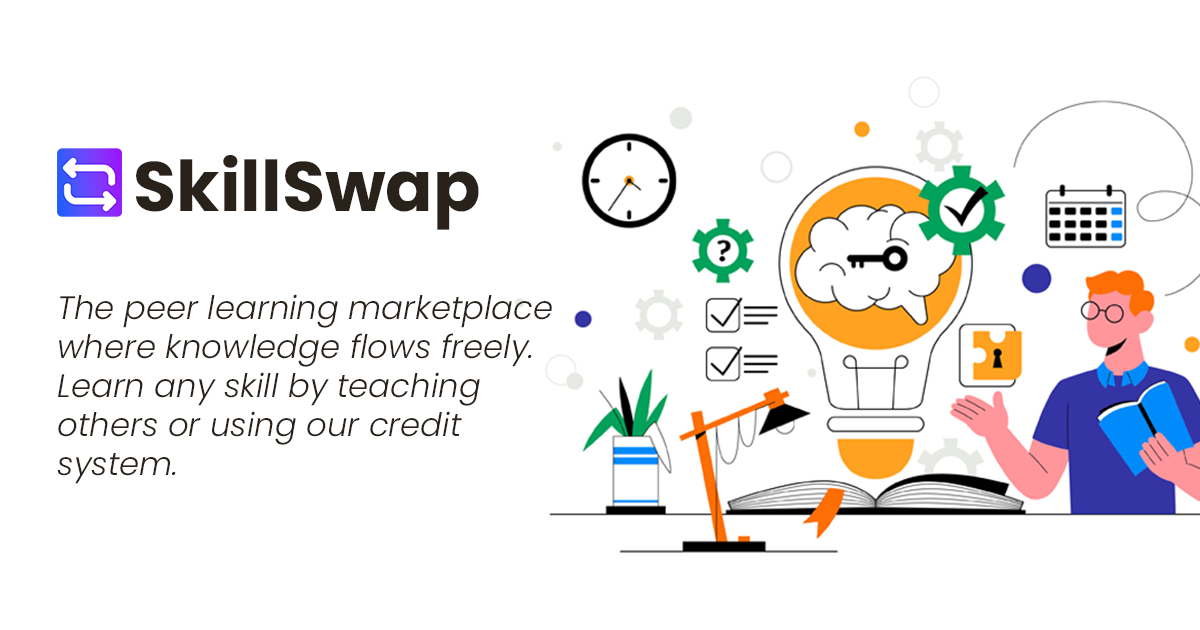 SkillSwap
The peer learning marketplace
where knowledge flows freely.
Learn any skill by teaching
others or using our credit
system.
?